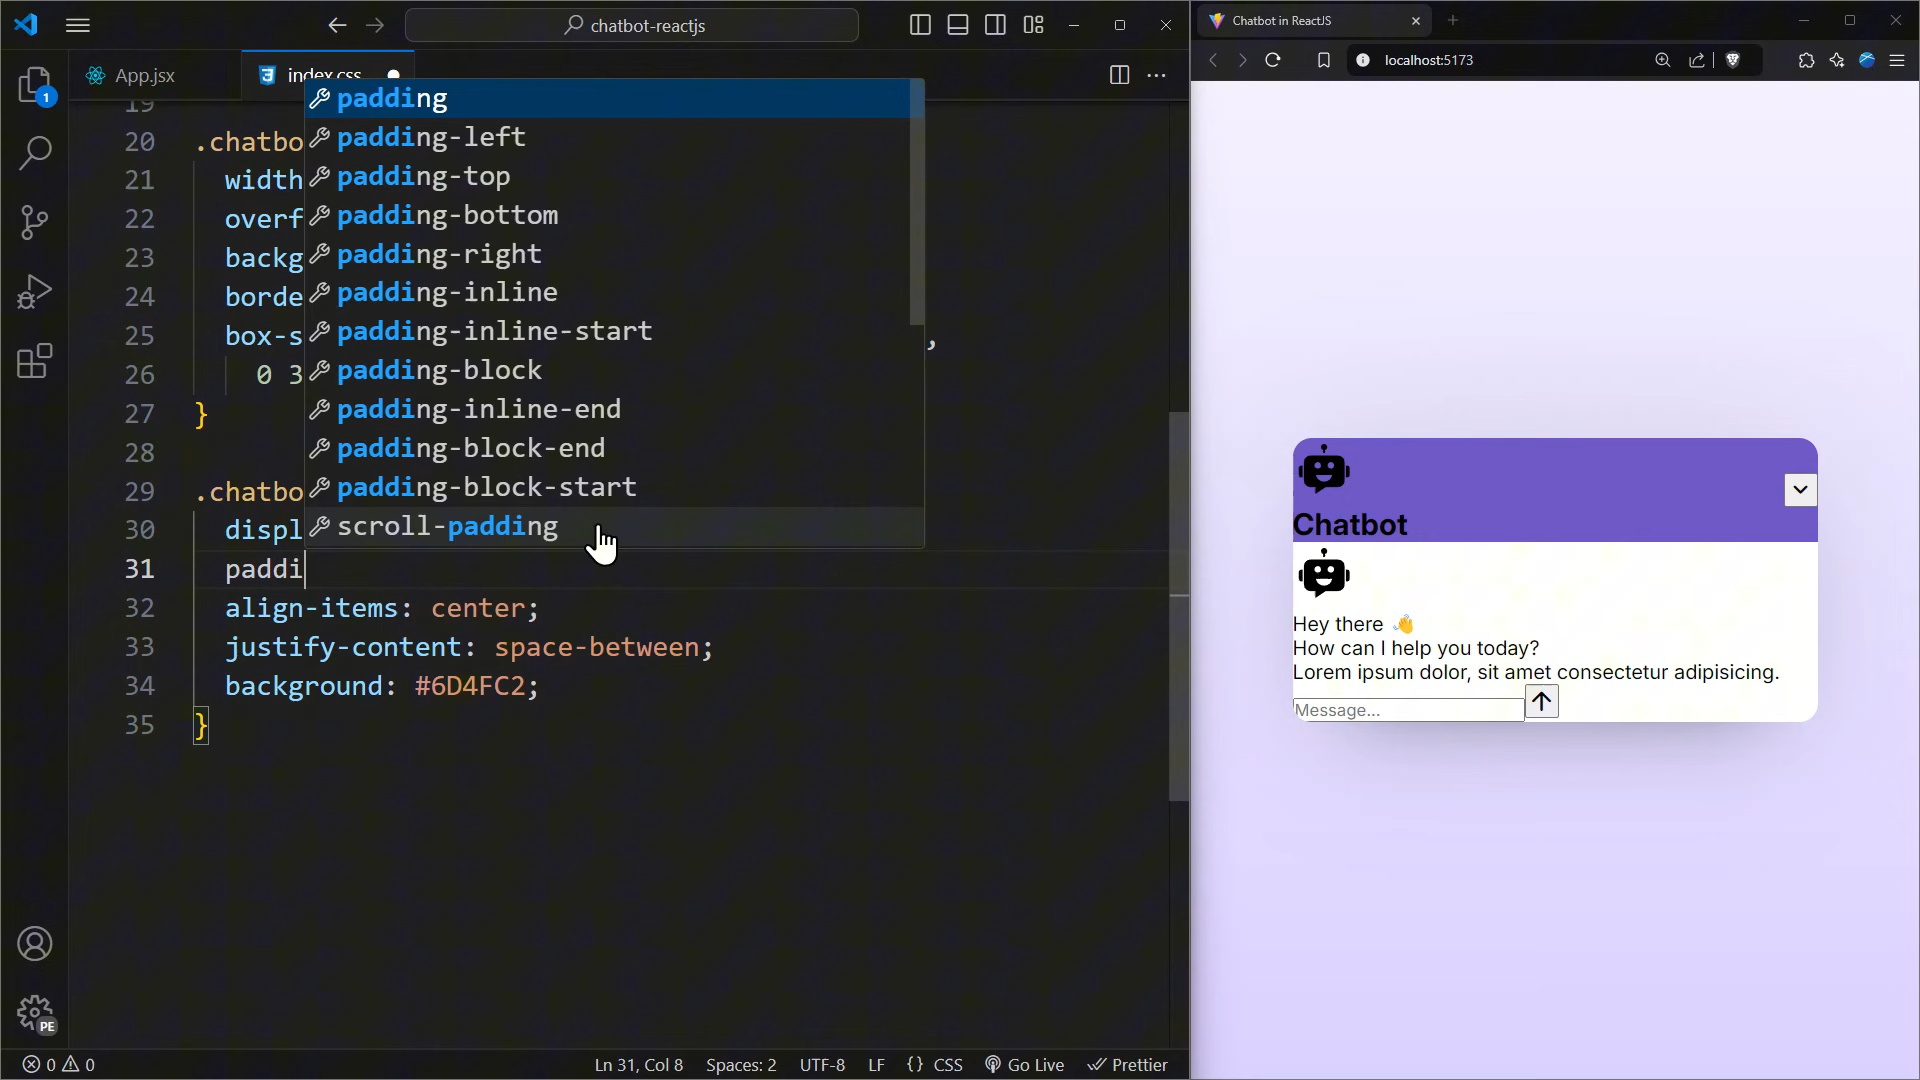 chatbot-reactjs
App.jsx
index.css
19
20 .chatbo
21 width
22 overf
23 backg
24 borde
25 box-s ,
26 0 3
27 }
28
29 .chatbo
30 displ
31 paddi
32 align-items: center;
33 justify-content: space-between;
34 background: #6D4FC2;
35 }
padding
padding-left
padding-top
padding-bottom
padding-right
padding-inline
padding-inline-start
padding-block
padding-inline-end
padding-block-end
padding-block-start
scroll-padding
1
PE
0 0
Ln 31, Col 8 Spaces: 2 UTF-8 LF {} CSS Go Live Prettier
Chatbot in ReactJS
localhost:5173
Chatbot
Hey there 👋
How can I help you today?
Lorem ipsum dolor, sit amet consectetur adipisicing.
Message...